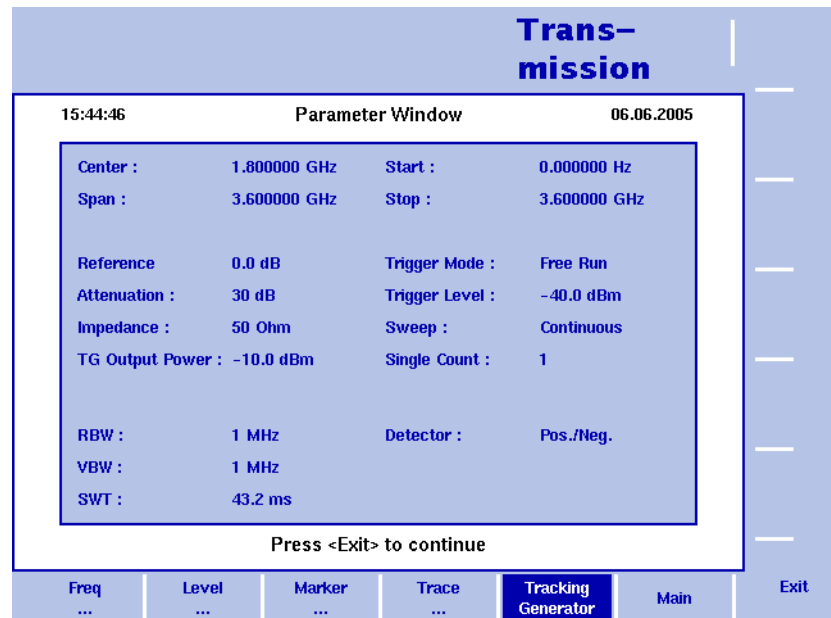 Trans–
mission
15:44:46 Parameter Window 06.06.2005
Center : 1.800000 GHz Start : 0.000000 Hz
Span : 3.600000 GHz Stop : 3.600000 GHz
Reference 0.0 dB Trigger Mode : Free Run
Attenuation : 30 dB Trigger Level : –40.0 dBm
Impedance : 50 Ohm Sweep : Continuous
TG Output Power : –10.0 dBm Single Count : 1
RBW : 1 MHz Detector : Pos./Neg.
VBW : 1 MHz
SWT : 43.2 ms
Press <Exit> to continue
Freq Level Marker Trace Tracking Main Exit
... ... ... ... Generator